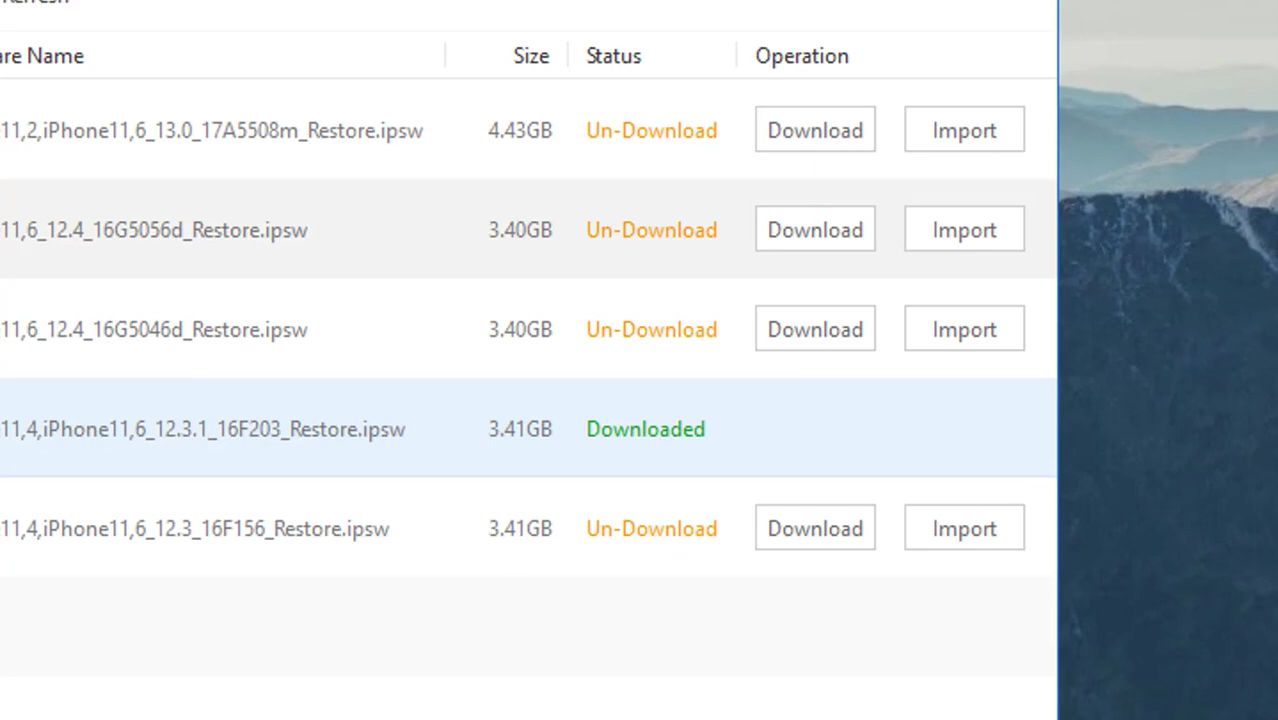 are Name Size Status Operation
11,2,iPhone11,6_13.0_17A5508m_Restore.ipsw 4.43GB Un-Download Download Import
11,6_12.4_16G5056d_Restore.ipsw 3.40GB Un-Download Download Import
11,6_12.4_16G5046d_Restore.ipsw 3.40GB Un-Download Download Import
11,4,iPhone11,6_12.3.1_16F203_Restore.ipsw 3.41GB Downloaded
11,4,iPhone11,6_12.3_16F156_Restore.ipsw 3.41GB Un-Download Download Import